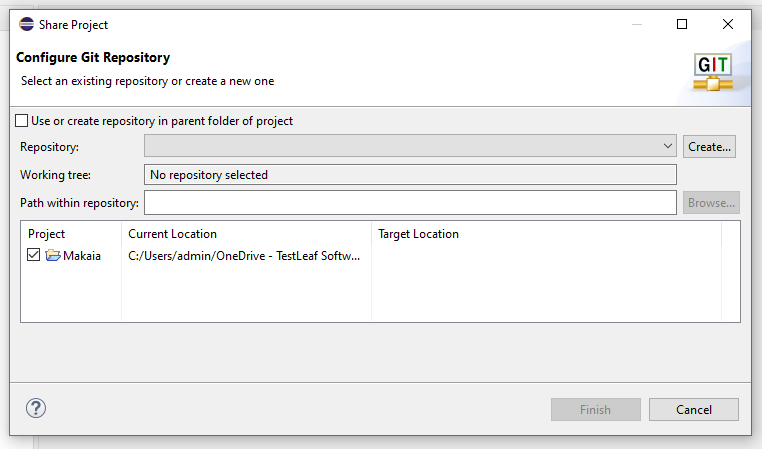 Share Project
Configure Git Repository
Select an existing repository or create a new one
GIT
Use or create repository in parent folder of project
Repository: Create...
Working tree: No repository selected
Path within repository: Browse...
Project Current Location Target Location
Makaia C:/Users/admin/OneDrive - TestLeaf Softw...
? Finish Cancel